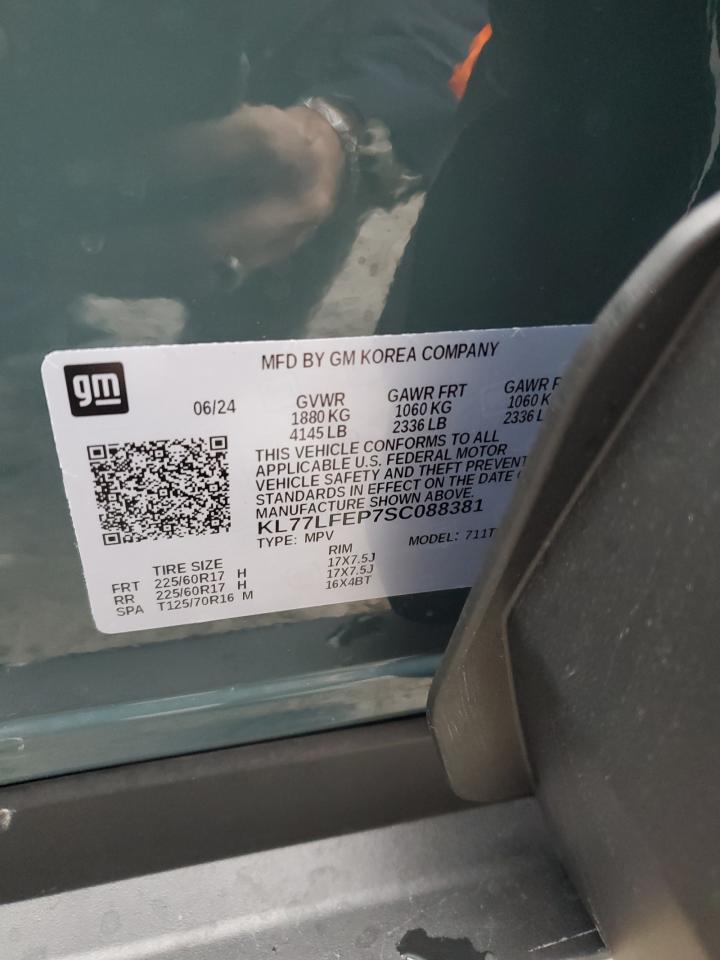 MFD BY GM KOREA COMPANY
gm
06/24
GVWR GAWR FRT GAWR
1880 KG 1060 KG 1060 KG
4145 LB 2336 LB 2336
THIS VEHICLE CONFORMS TO ALL
APPLICABLE U.S. FEDERAL MOTOR
VEHICLE SAFETY AND THEFT PREVENT
STANDARDS IN EFFECT ON THE DATE
MANUFACTURE SHOWN ABOVE.
KL77LFEP7SC088381
TYPE: MPV MODEL: 711T
TIRE SIZE RIM
FRT 225/60R17 H 17X7.5J
RR 225/60R17 H 17X7.5J
SPA T125/70R16 M 16X4BT